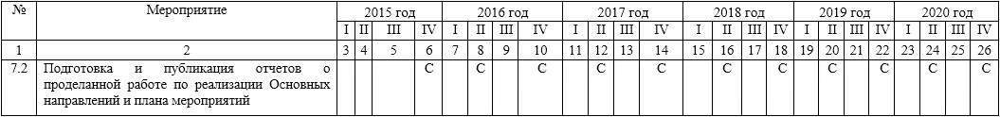 № Мероприятие 2015 год 2016 год 2017 год 2018 год 2019 год 2020 год
I II III IV I II III IV I II III IV I II III IV I II III IV I II III IV
1 2 3 4 5 6 7 8 9 10 11 12 13 14 15 16 17 18 19 20 21 22 23 24 25 26
7.2 Подготовка и публикация отчетов о С С С С С С С С С С С
проделанной работе по реализации Основных
направлений и плана мероприятий